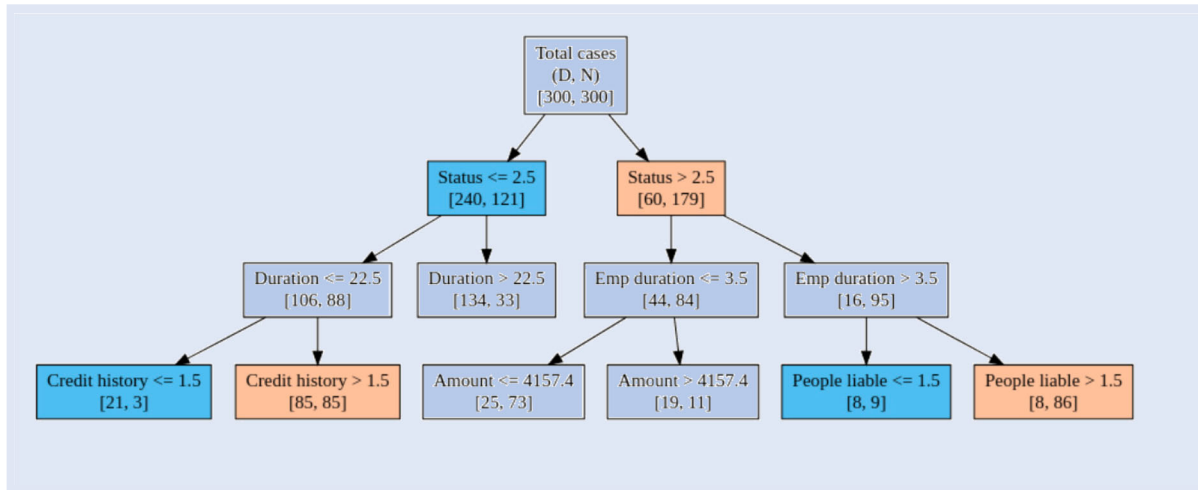 Total cases
(D, N)
[300, 300]
Status <= 2.5
[240, 121]
Status > 2.5
[60, 179]
Duration <= 22.5
[106, 88]
Duration > 22.5
[134, 33]
Emp duration <= 3.5
[44, 84]
Emp duration > 3.5
[16, 95]
Credit history <= 1.5
[21, 3]
Credit history > 1.5
[85, 85]
Amount <= 4157.4
[25, 73]
Amount > 4157.4
[19, 11]
People liable <= 1.5
[8, 9]
People liable > 1.5
[8, 86]